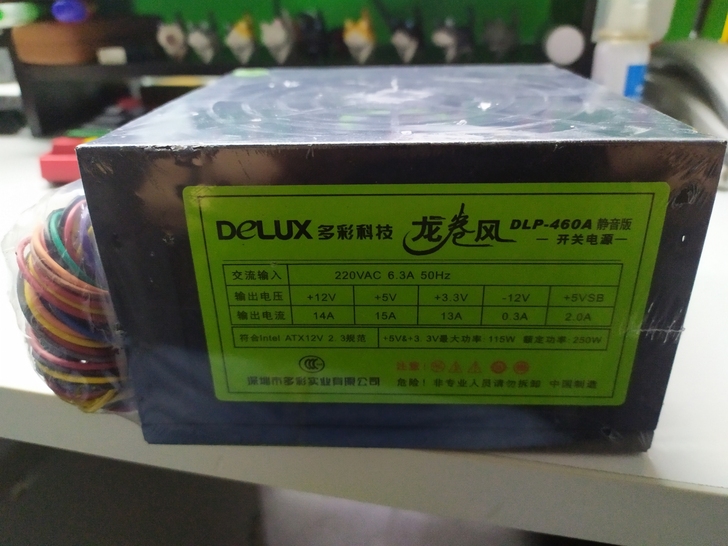 DeLUX 多彩科技 龙卷风 DLP-460A 静音版
— 开关电源 —
交流输入 220VAC 6.3A 50Hz
输出电压 +12V +5V +3.3V -12V +5VSB
输出电流 14A 15A 13A 0.3A 2.0A
符合Intel ATX12V 2.3规范 +5V&+3.3V最大功率:115W 额定功率:250W
注意!
深圳市多彩实业有限公司 危险!非专业人员请勿拆卸 中国制造